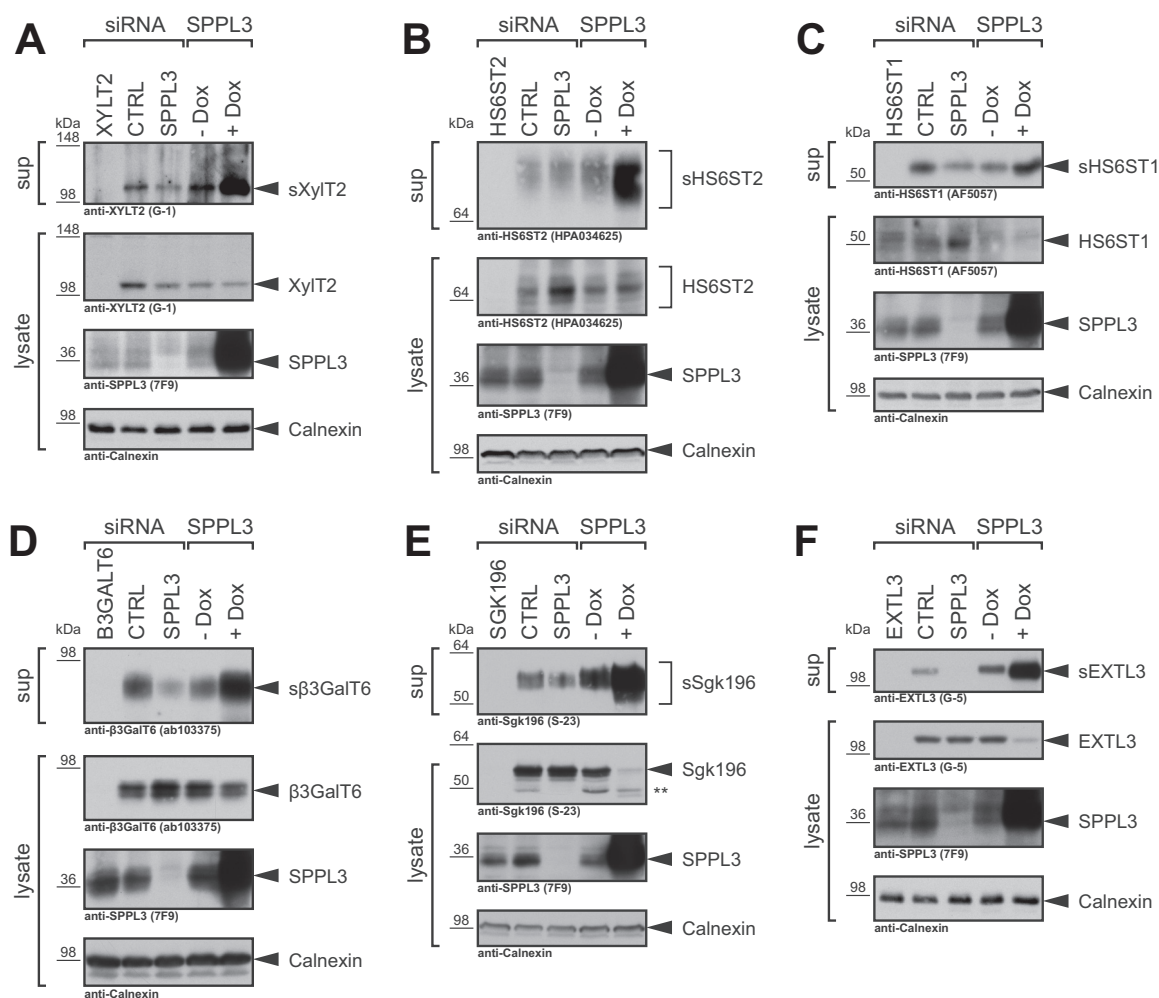 A
siRNA SPPL3
XYLT2 CTRL SPPL3 - Dox + Dox
kDa
148
98
sup
sXylT2
anti-XYLT2 (G-1)
148
98
XylT2
anti-XYLT2 (G-1)
lysate
36
SPPL3
anti-SPPL3 (7F9)
98
Calnexin
anti-Calnexin
B
siRNA SPPL3
HS6ST2 CTRL SPPL3 - Dox + Dox
kDa
sup
sHS6ST2
64
anti-HS6ST2 (HPA034625)
64
HS6ST2
anti-HS6ST2 (HPA034625)
lysate
36
SPPL3
anti-SPPL3 (7F9)
98
Calnexin
anti-Calnexin
C
siRNA SPPL3
HS6ST1 CTRL SPPL3 - Dox + Dox
kDa
sup
50
sHS6ST1
anti-HS6ST1 (AF5057)
50
HS6ST1
anti-HS6ST1 (AF5057)
lysate
36
SPPL3
anti-SPPL3 (7F9)
98
Calnexin
anti-Calnexin
D
siRNA SPPL3
B3GALT6 CTRL SPPL3 - Dox + Dox
kDa
98
sup
sβ3GalT6
anti-β3GalT6 (ab103375)
98
β3GalT6
anti-β3GalT6 (ab103375)
lysate
36
SPPL3
anti-SPPL3 (7F9)
98
Calnexin
anti-Calnexin
E
siRNA SPPL3
SGK196 CTRL SPPL3 - Dox + Dox
kDa
64
50
sup
sSgk196
anti-Sgk196 (S-23)
64
50
Sgk196
**
anti-Sgk196 (S-23)
lysate
36
SPPL3
anti-SPPL3 (7F9)
98
Calnexin
anti-Calnexin
F
siRNA SPPL3
EXTL3 CTRL SPPL3 - Dox + Dox
kDa
sup
98
sEXTL3
anti-EXTL3 (G-5)
98
EXTL3
anti-EXTL3 (G-5)
lysate
36
SPPL3
anti-SPPL3 (7F9)
98
Calnexin
anti-Calnexin